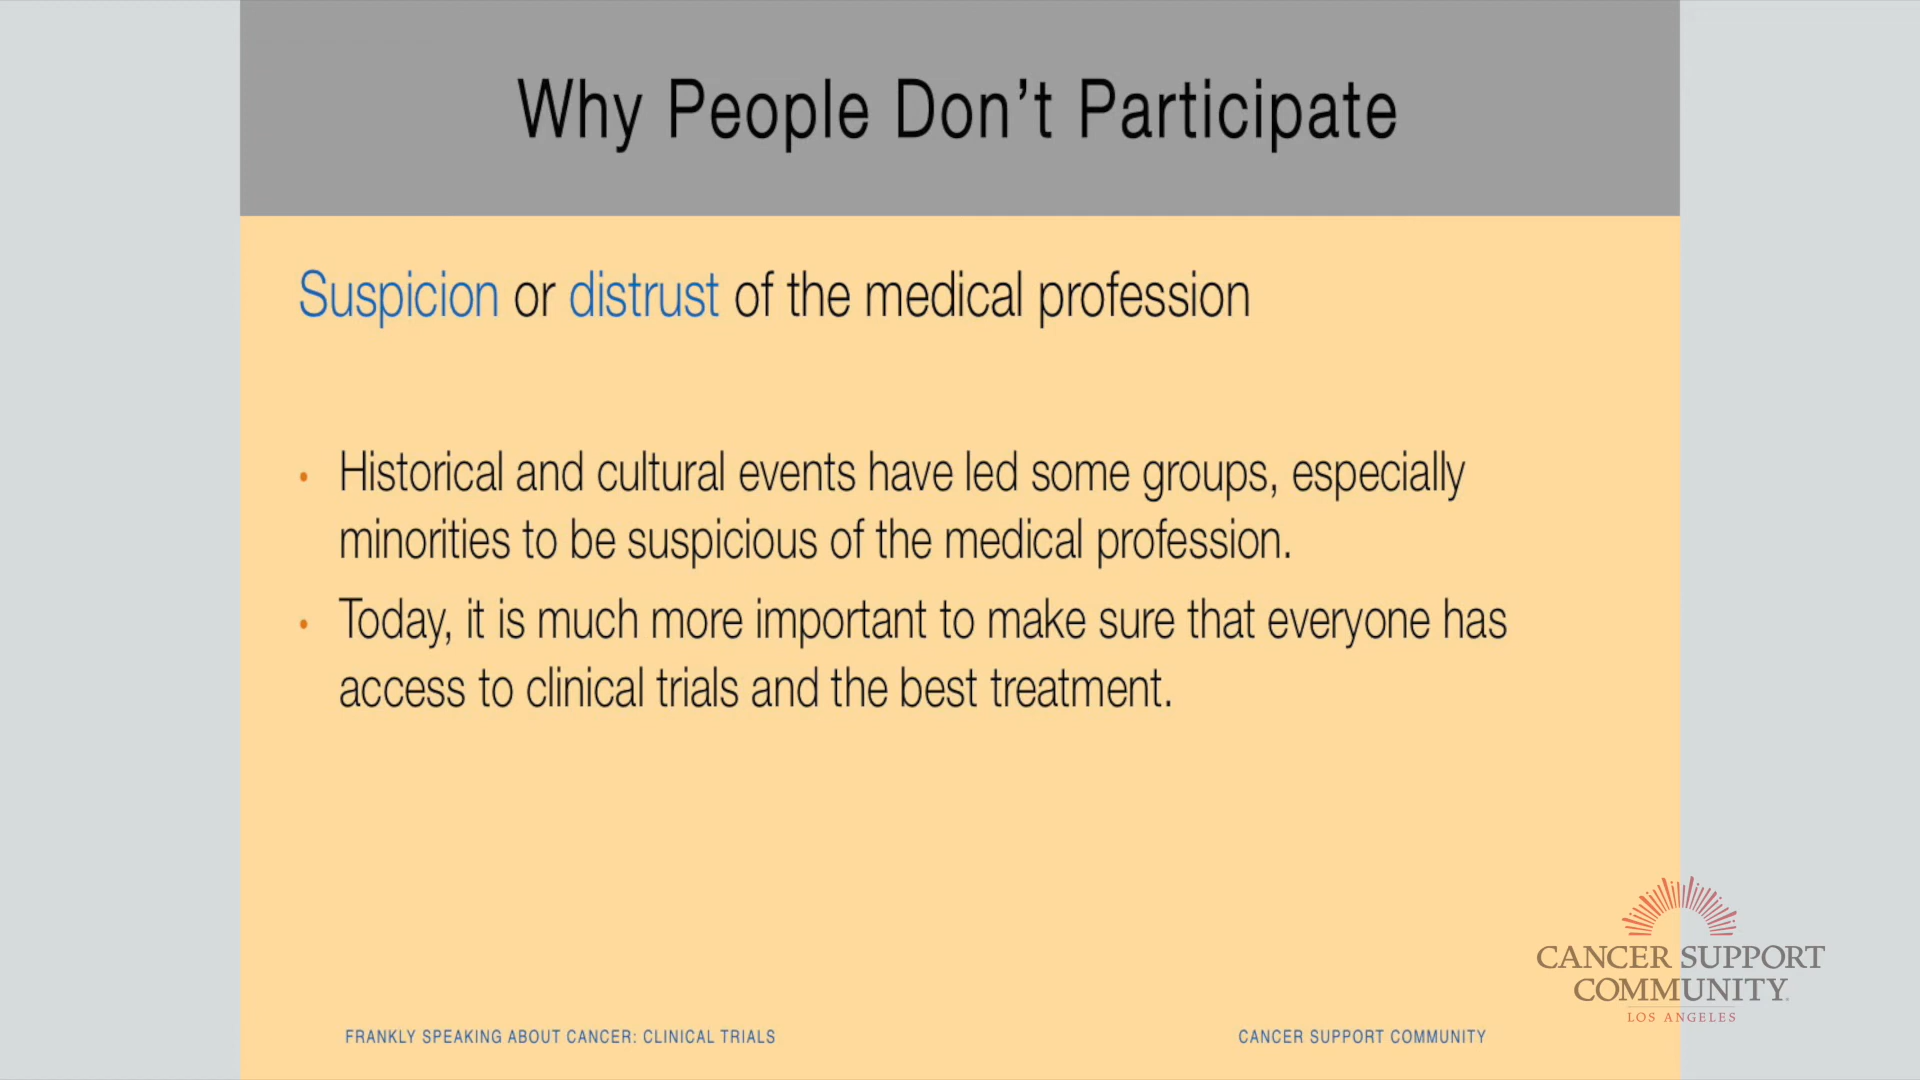 Why People Don’t Participate
Suspicion or distrust of the medical profession
• Historical and cultural events have led some groups, especially
minorities to be suspicious of the medical profession.
• Today, it is much more important to make sure that everyone has
access to clinical trials and the best treatment.
CANCER SUPPORT
COMMUNITY
LOS ANGELES
FRANKLY SPEAKING ABOUT CANCER: CLINICAL TRIALS
CANCER SUPPORT COMMUNITY